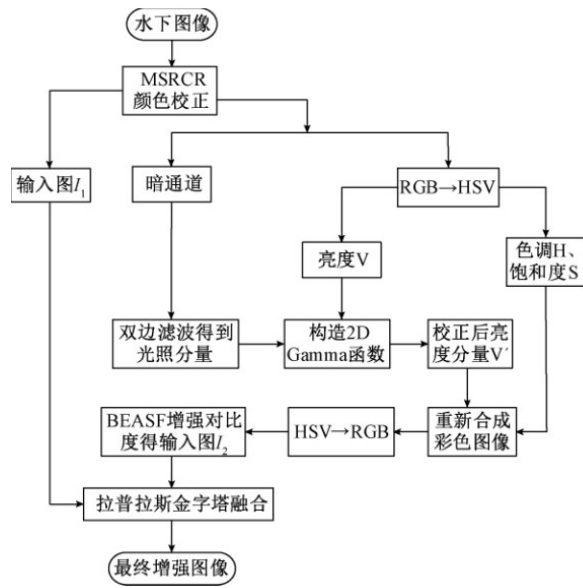 水下图像
MSRCR
颜色校正
输入图I₁
暗通道
RGB→HSV
亮度V
色调H、
饱和度S
双边滤波得到
光照分量
构造2D
Gamma函数
校正后亮
度分量V′
BEASF增强对比
度得输入图I₂
HSV→RGB
重新合成
彩色图像
拉普拉斯金字塔融合
最终增强图像